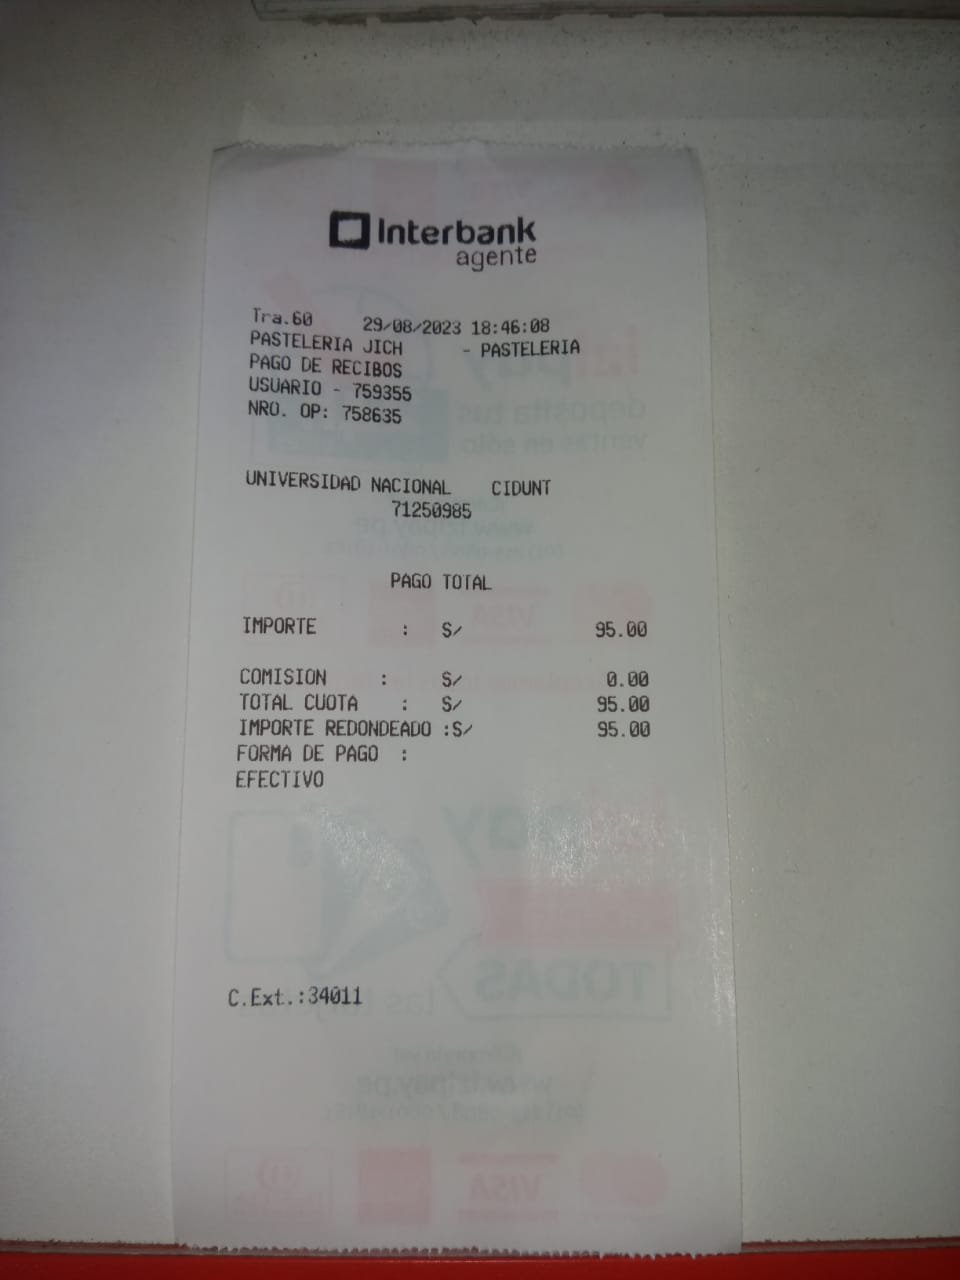 Interbank
agente
Tra.60 29/08/2023 18:46:08
PASTELERIA JICH - PASTELERIA
PAGO DE RECIBOS
USUARIO - 759355
NRO. OP: 758635
UNIVERSIDAD NACIONAL CIDUNT
71250985
PAGO TOTAL
IMPORTE : S/ 95.00
COMISION : S/ 0.00
TOTAL CUOTA : S/ 95.00
IMPORTE REDONDEADO :S/ 95.00
FORMA DE PAGO :
EFECTIVO
C.Ext.:34011